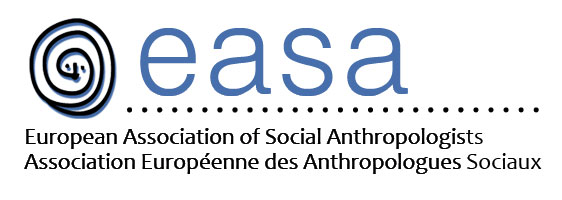 easa
European Association of Social Anthropologists
Association Européenne des Anthropologues Sociaux